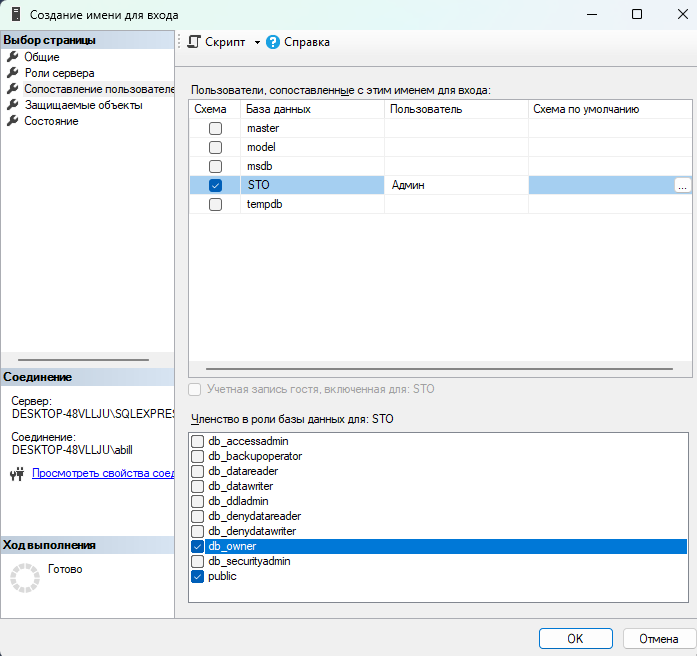 Создание имени для входа
Выбор страницы
Общие
Роли сервера
Сопоставление пользователе
Защищаемые объекты
Состояние
Скрипт
Справка
Пользователи, сопоставленные с этим именем для входа:
Схема База данных Пользователь Схема по умолчанию
master
model
msdb
STO Админ ...
tempdb
Учетная запись гостя, включенная для: STO
Членство в роли базы данных для: STO
db_accessadmin
db_backupoperator
db_datareader
db_datawriter
db_ddladmin
db_denydatareader
db_denydatawriter
db_owner
db_securityadmin
public
Соединение
Сервер:
DESKTOP-48VLLJU\SQLEXPRES
Соединение:
DESKTOP-48VLLJU\abill
Просмотреть свойства соед
Ход выполнения
Готово
OK
Отмена